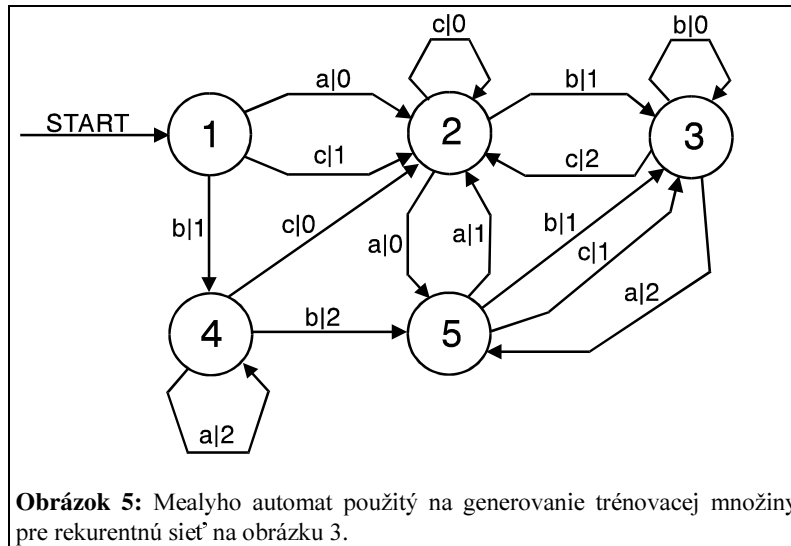 c|0
b|0
a|0
b|1
START
1
2
3
c|1
c|2
b|1
c|0
a|0
a|1
b|1
c|1
a|2
4
b|2
5
a|2
Obrázok 5: Mealyho automat použitý na generovanie trénovacej množiny
pre rekurentnú sieť na obrázku 3.